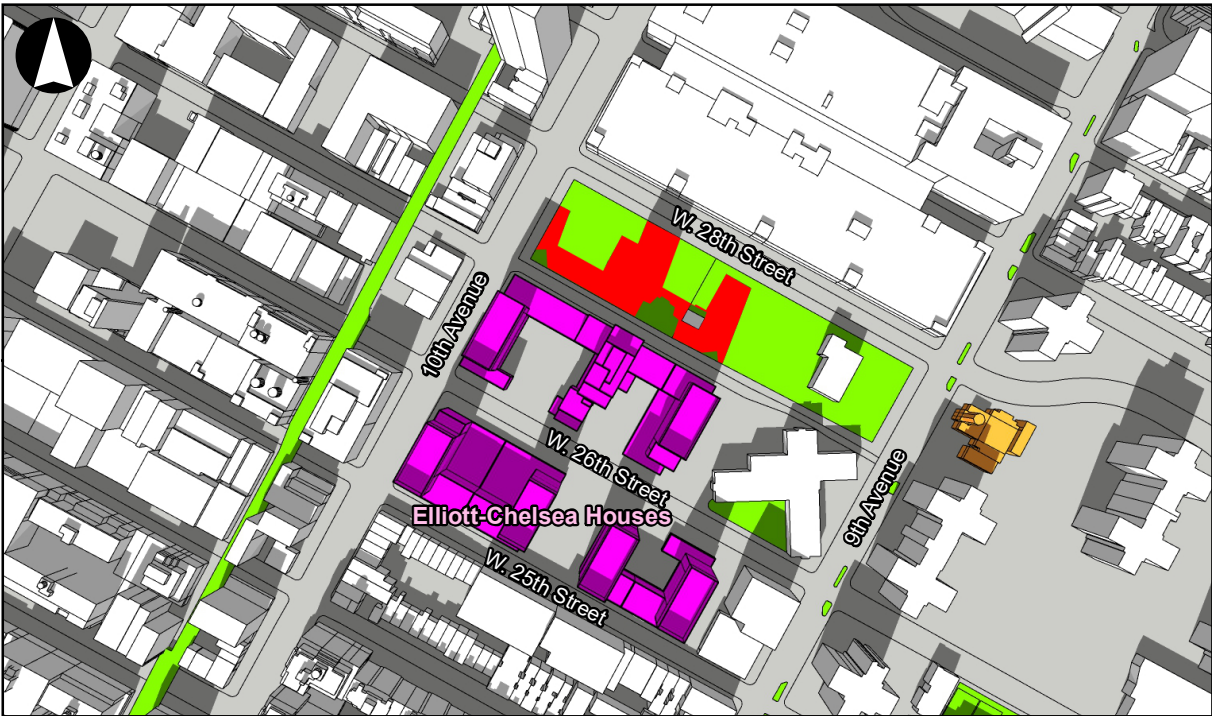 W. 28th Street
10th Avenue
W. 26th Street
9th Avenue
Elliott-Chelsea Houses
W. 25th Street